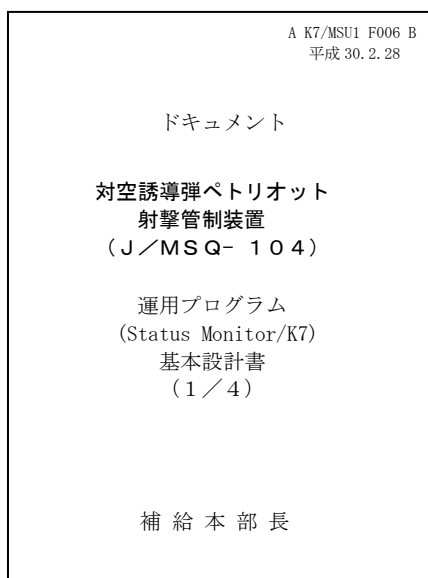 A K7/MSU1 F006 B
平成 30.2.28
ドキュメント
対空誘導弾ペトリオット
射撃管制装置
（Ｊ／ＭＳＱ- １０４）
運用プログラム
(Status Monitor/K7)
基本設計書
（１／４）
補 給 本 部 長